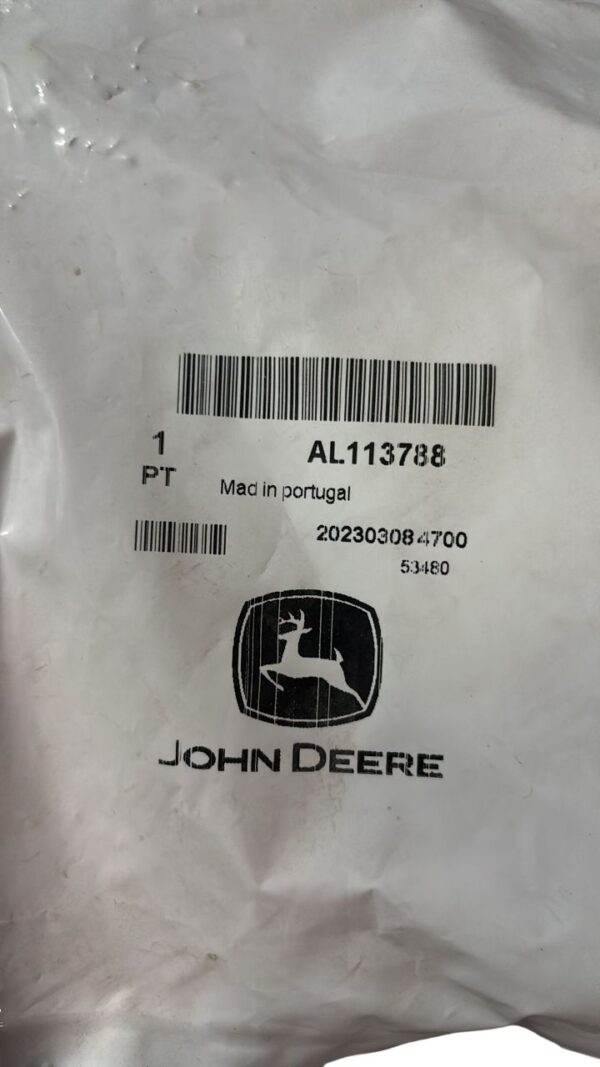 1
AL113788
PT
Mad in portugal
202303084700
53480
JOHN DEERE